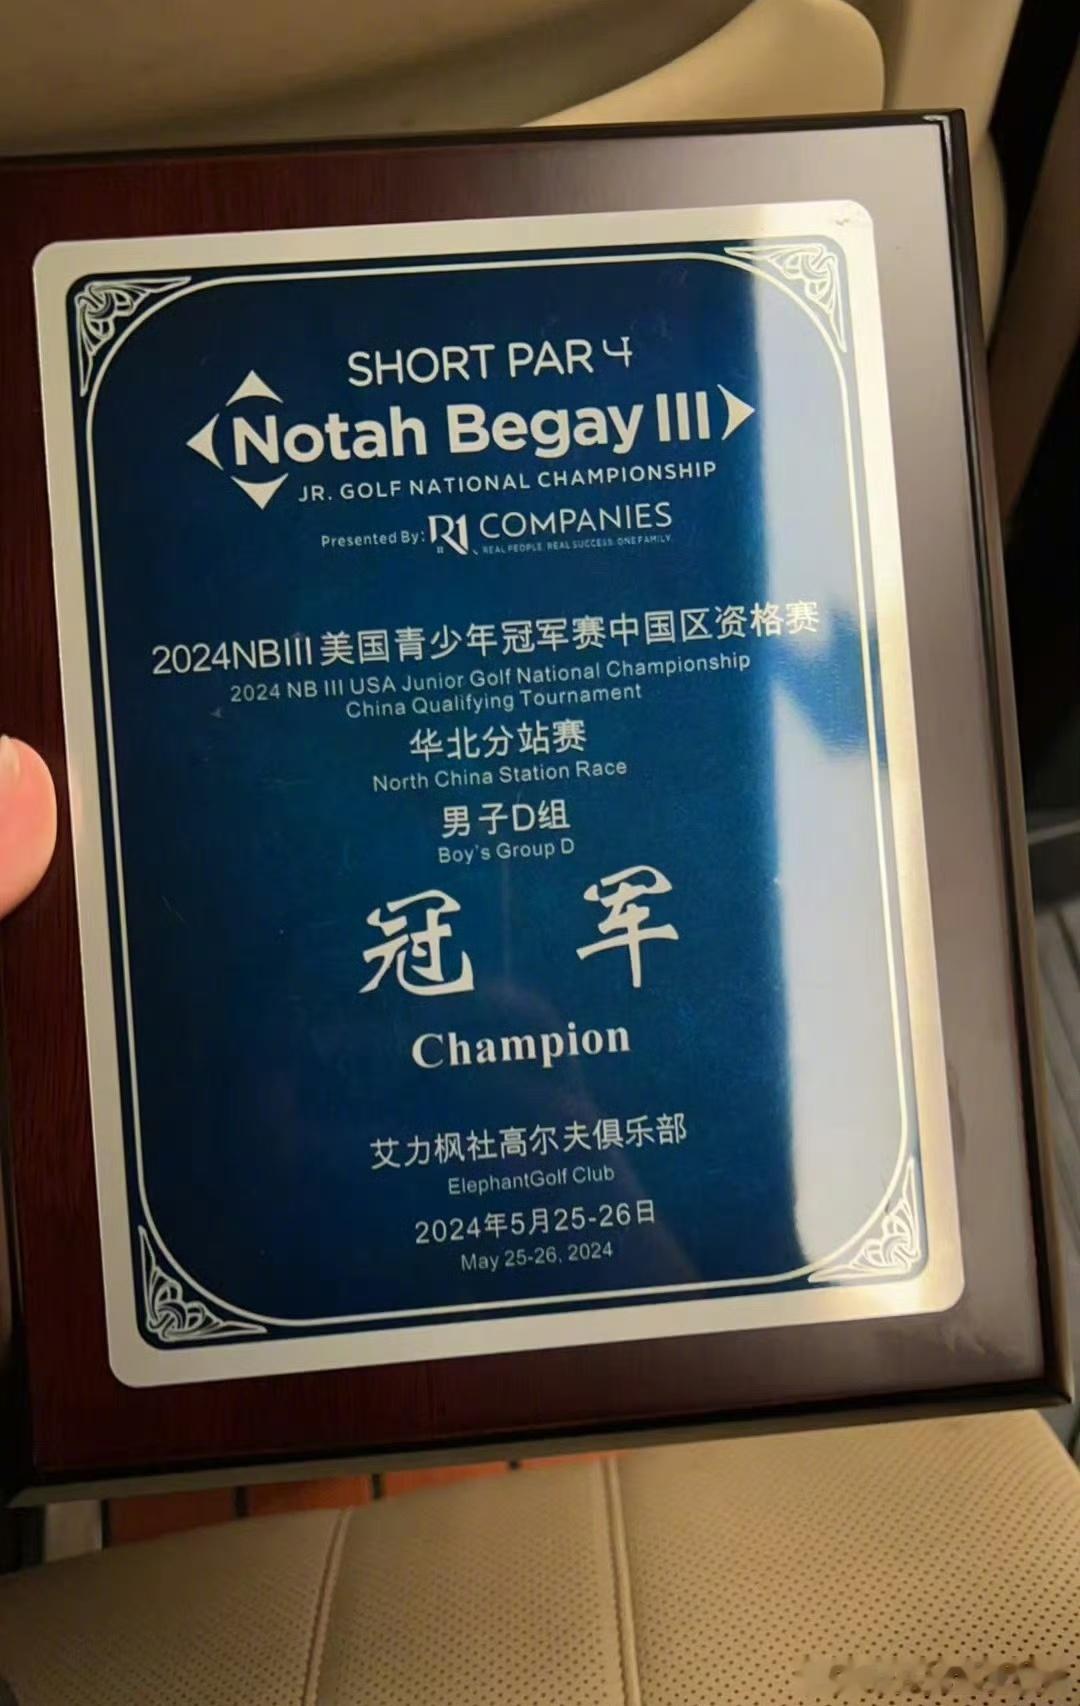 SHORT PAR 4
Notah Begay III
JR. GOLF NATIONAL CHAMPIONSHIP
Presented By: R1 COMPANIES
REAL PEOPLE. REAL SUCCESS. ONE FAMILY.
2024NBIII美国青少年冠军赛中国区资格赛
2024 NB III USA Junior Golf National Championship
China Qualifying Tournament
华北分站赛
North China Station Race
男子D组
Boy's Group D
冠 军
Champion
艾力枫社高尔夫俱乐部
ElephantGolf Club
2024年5月25-26日
May 25-26, 2024